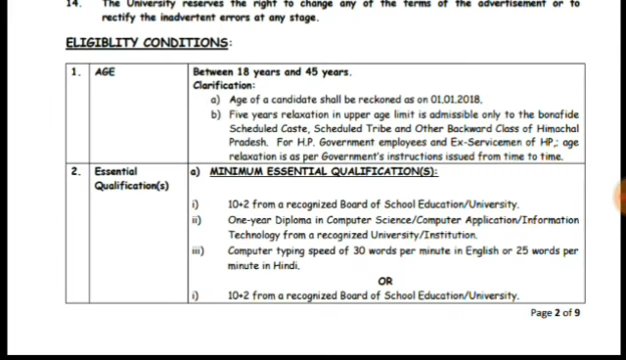 14. The University reserves the right to change any of the terms of the advertisement or to
rectify the inadvertent errors at any stage.
ELIGIBLITY CONDITIONS:
1. AGE Between 18 years and 45 years.
Clarification:
a) Age of a candidate shall be reckoned as on 01.01.2018.
b) Five years relaxation in upper age limit is admissible only to the bonafide
Scheduled Caste, Scheduled Tribe and Other Backward Class of Himachal
Pradesh. For H.P. Government employees and Ex-Servicemen of HP.; age
relaxation is as per Government's instructions issued from time to time.
2. Essential a) MINIMUM ESSENTIAL QUALIFICATION(S):
Qualification(s)
i) 10+2 from a recognized Board of School Education/University.
ii) One-year Diploma in Computer Science/Computer Application/Information
Technology from a recognized University/Institution.
iii) Computer typing speed of 30 words per minute in English or 25 words per
minute in Hindi.
OR
i) 10+2 from a recognized Board of School Education/University.
Page 2 of 9